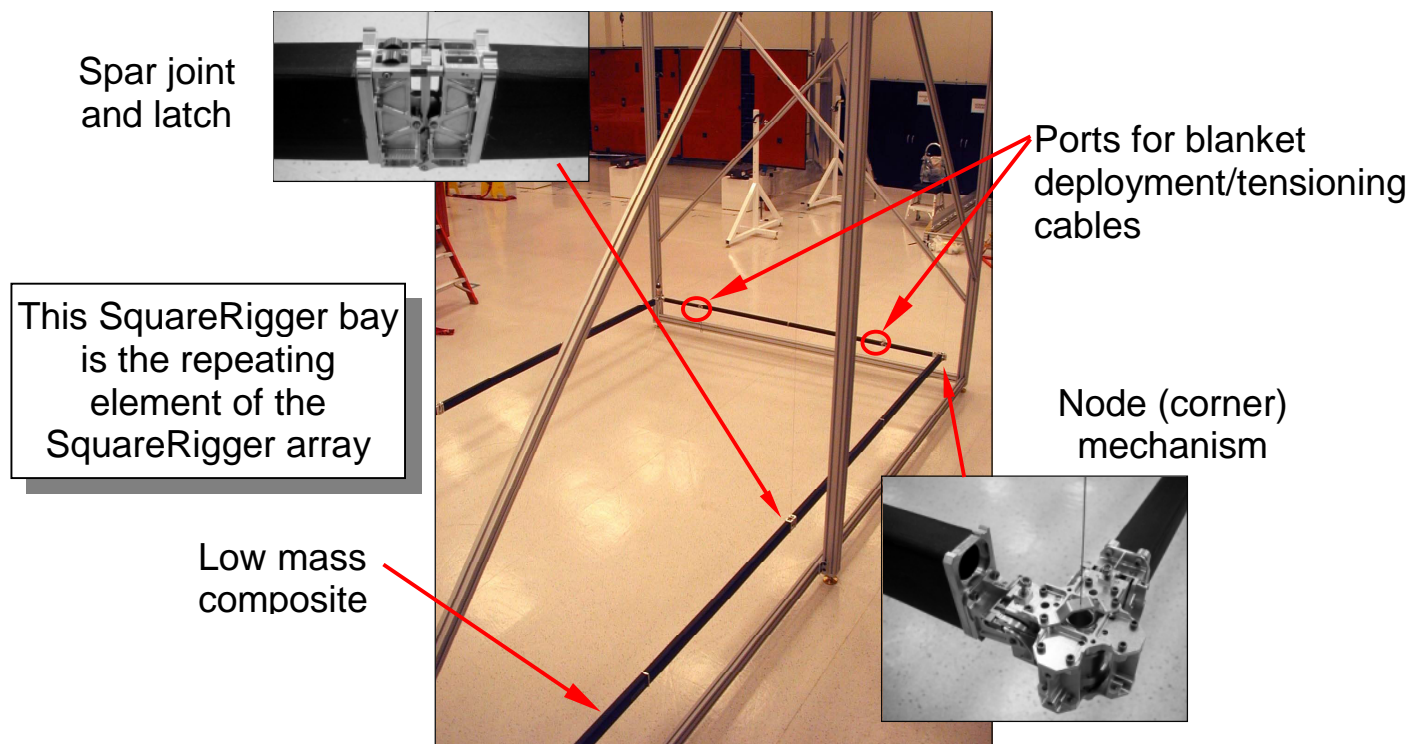 Spar joint
and latch
Ports for blanket
deployment/tensioning
cables
This SquareRigger bay
is the repeating
element of the
SquareRigger array
Node (corner)
mechanism
Low mass
composite